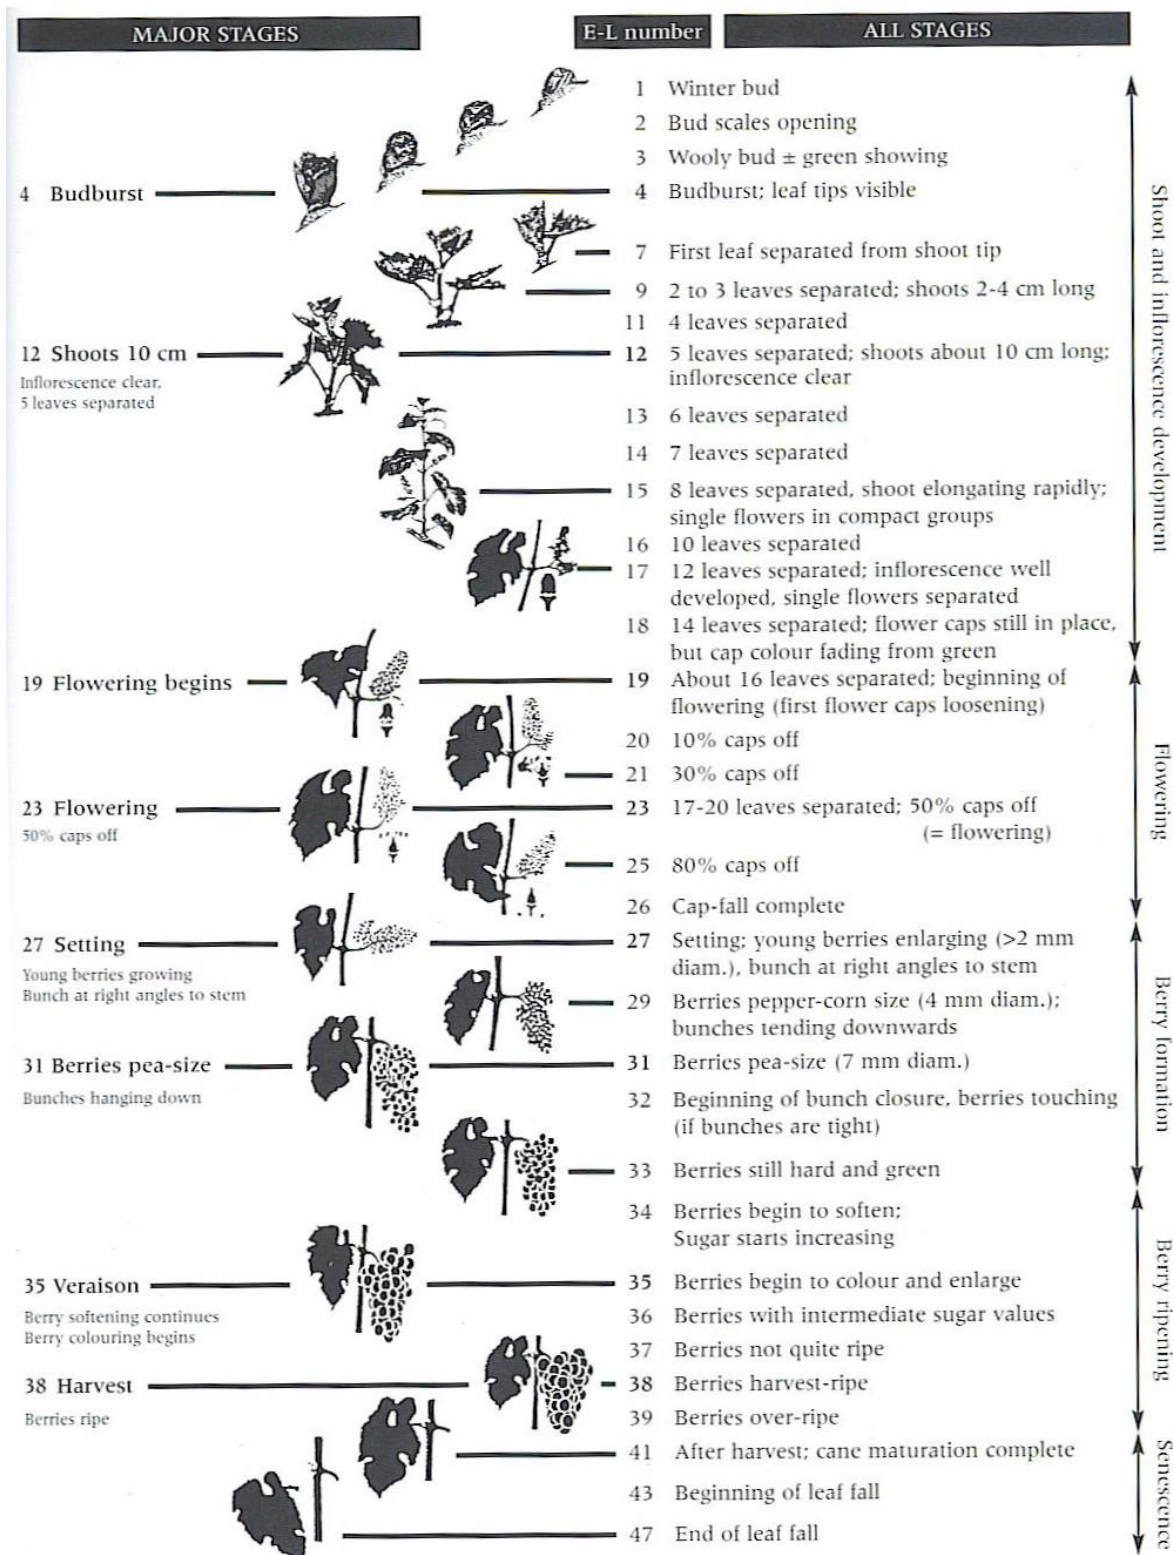 MAJOR STAGES
E-L number
ALL STAGES
1 Winter bud
2 Bud scales opening
3 Wooly bud ± green showing
4 Budburst
4 Budburst; leaf tips visible
7 First leaf separated from shoot tip
9 2 to 3 leaves separated; shoots 2-4 cm long
11 4 leaves separated
12 Shoots 10 cm
Inflorescence clear,
5 leaves separated
12 5 leaves separated; shoots about 10 cm long;
inflorescence clear
13 6 leaves separated
14 7 leaves separated
15 8 leaves separated, shoot elongating rapidly;
single flowers in compact groups
16 10 leaves separated
17 12 leaves separated; inflorescence well
developed, single flowers separated
18 14 leaves separated; flower caps still in place,
but cap colour fading from green
Shoot and inflorescence development
19 Flowering begins
19 About 16 leaves separated; beginning of
flowering (first flower caps loosening)
20 10% caps off
21 30% caps off
23 Flowering
50% caps off
23 17-20 leaves separated; 50% caps off
(= flowering)
25 80% caps off
26 Cap-fall complete
Flowering
27 Setting
Young berries growing
Bunch at right angles to stem
27 Setting; young berries enlarging (>2 mm
diam.), bunch at right angles to stem
29 Berries pepper-corn size (4 mm diam.);
bunches tending downwards
31 Berries pea-size
Bunches hanging down
31 Berries pea-size (7 mm diam.)
32 Beginning of bunch closure, berries touching
(if bunches are tight)
33 Berries still hard and green
Berry formation
34 Berries begin to soften;
Sugar starts increasing
35 Veraison
Berry softening continues
Berry colouring begins
35 Berries begin to colour and enlarge
36 Berries with intermediate sugar values
37 Berries not quite ripe
38 Harvest
Berries ripe
38 Berries harvest-ripe
39 Berries over-ripe
Berry ripening
41 After harvest; cane maturation complete
43 Beginning of leaf fall
47 End of leaf fall
Senescence